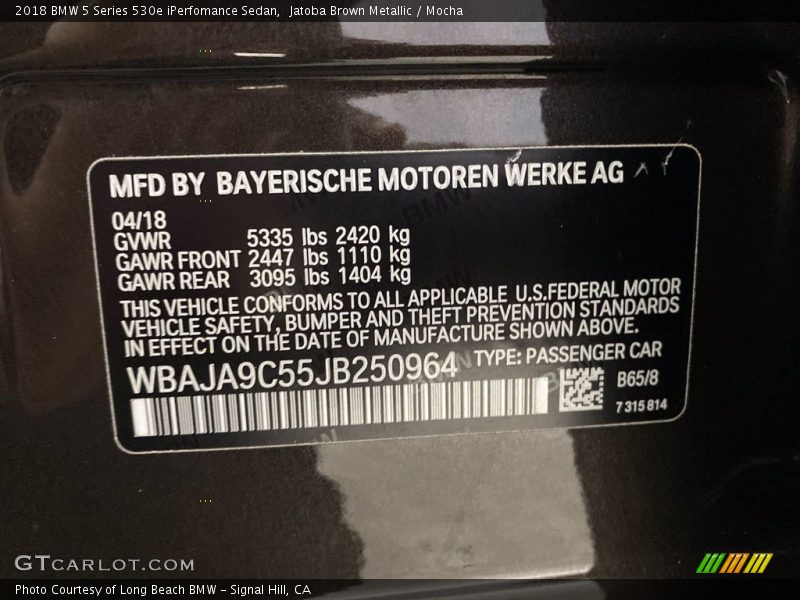 2018 BMW 5 Series 530e iPerfomance Sedan, Jatoba Brown Metallic / Mocha
MFD BY BAYERISCHE MOTOREN WERKE AG
04/18
GVWR 5335 lbs 2420 kg
GAWR FRONT 2447 lbs 1110 kg
GAWR REAR 3095 lbs 1404 kg
THIS VEHICLE CONFORMS TO ALL APPLICABLE U.S.FEDERAL MOTOR
VEHICLE SAFETY, BUMPER AND THEFT PREVENTION STANDARDS
IN EFFECT ON THE DATE OF MANUFACTURE SHOWN ABOVE.
WBAJA9C55JB250964 TYPE: PASSENGER CAR
B65/8
7 315 814
GTCARLOT.COM
Photo Courtesy of Long Beach BMW – Signal Hill, CA